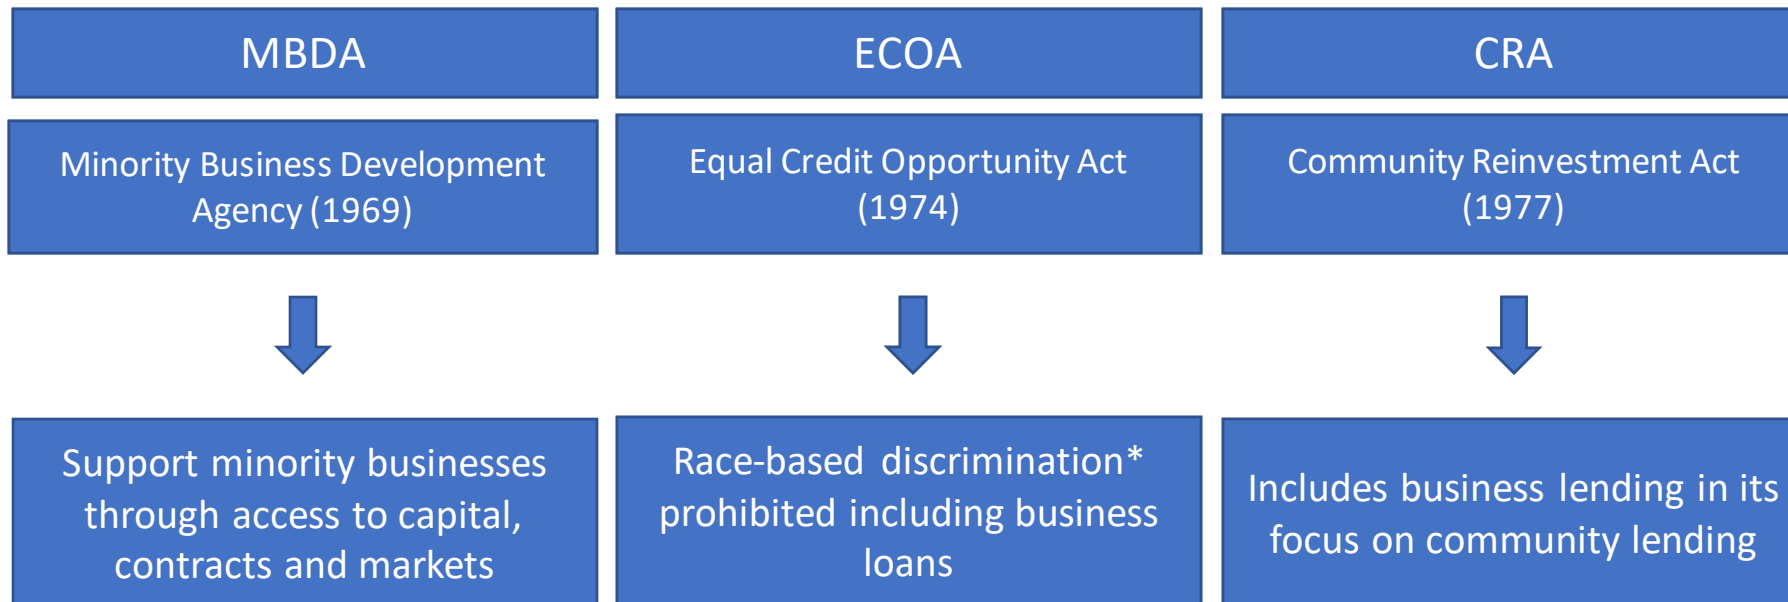 MBDA
ECOA
CRA
Minority Business Development
Agency (1969)
Equal Credit Opportunity Act
(1974)
Community Reinvestment Act
(1977)
Support minority businesses
through access to capital,
contracts and markets
Race-based discrimination*
prohibited including business
loans
Includes business lending in its
focus on community lending